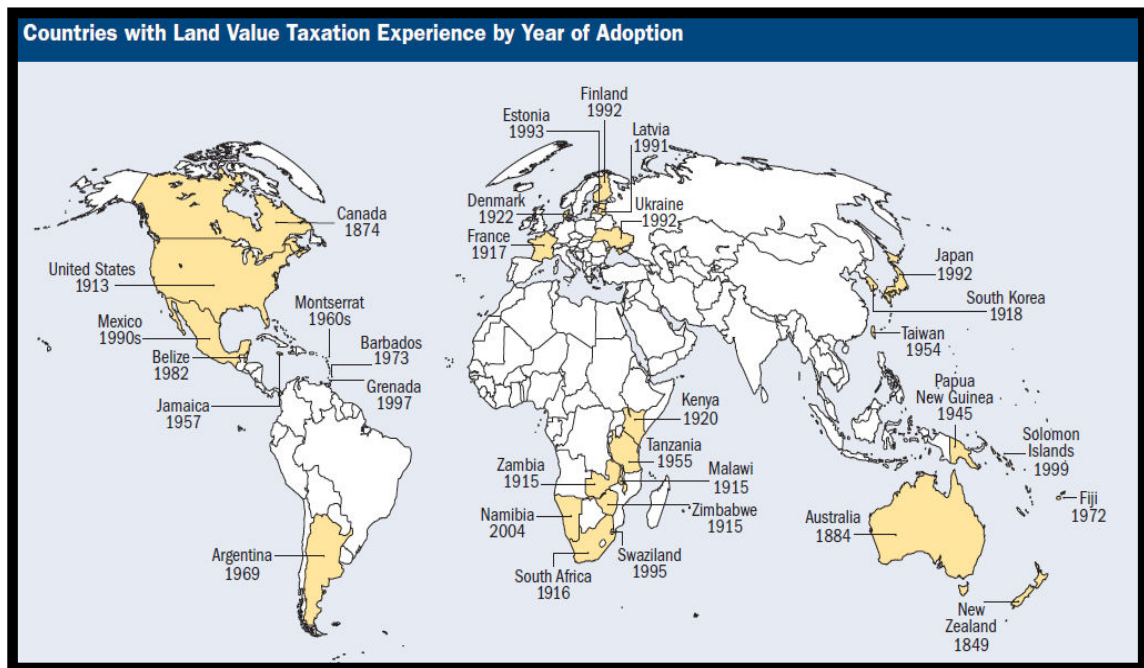 Countries with Land Value Taxation Experience by Year of Adoption
Finland
1992
Estonia
1993
Latvia
1991
Denmark
1922
Ukraine
1992
France
1917
Canada
1874
United States
1913
Mexico
1990s
Belize
1982
Jamaica
1957
Montserrat
1960s
Barbados
1973
Grenada
1997
Argentina
1969
Japan
1992
South Korea
1918
Taiwan
1954
Papua
New Guinea
1945
Solomon
Islands
1999
Fiji
1972
Kenya
1920
Tanzania
1955
Zambia
1915
Malawi
1915
Zimbabwe
1915
Namibia
2004
Swaziland
1995
South Africa
1916
Australia
1884
New
Zealand
1849